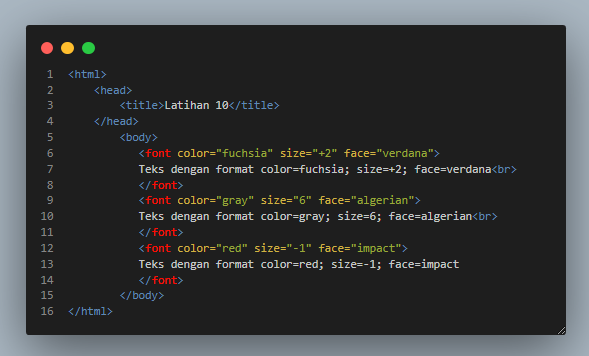 1 <html>
2 <head>
3 <title>Latihan 10</title>
4 </head>
5 <body>
6 <font color="fuchsia" size="+2" face="verdana">
7 Teks dengan format color=fuchsia; size=+2; face=verdana<br>
8 </font>
9 <font color="gray" size="6" face="algerian">
10 Teks dengan format color=gray; size=6; face=algerian<br>
11 </font>
12 <font color="red" size="-1" face="impact">
13 Teks dengan format color=red; size=-1; face=impact
14 </font>
15 </body>
16 </html>